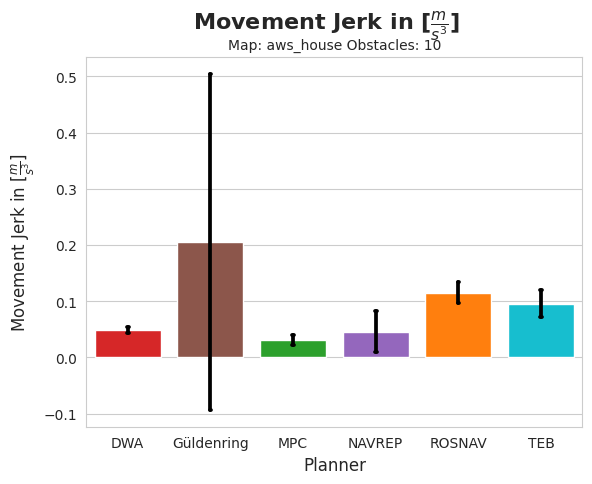 Movement Jerk in [m/s³]
Map: aws_house Obstacles: 10
Movement Jerk in [m/s³]
0.5
0.4
0.3
0.2
0.1
0.0
−0.1
DWA Güldenring MPC NAVREP ROSNAV TEB
Planner